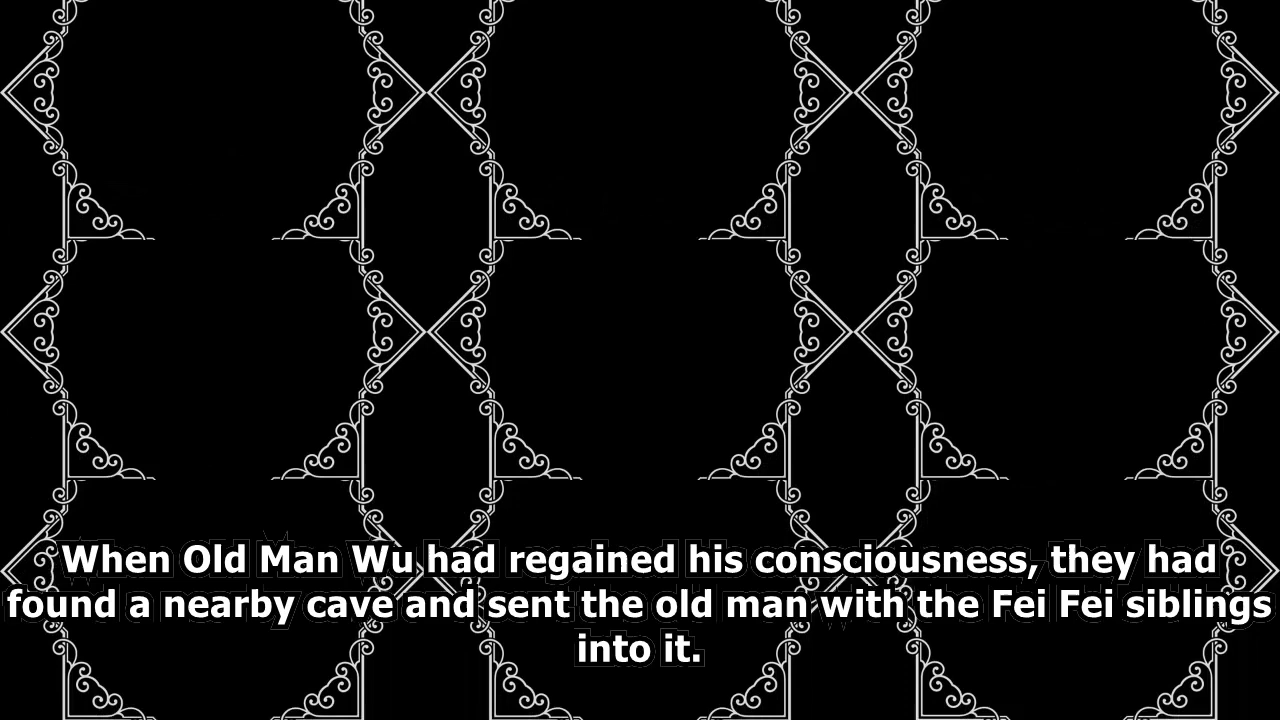 When Old Man Wu had regained his consciousness, they had
found a nearby cave and sent the old man with the Fei Fei siblings
into it.